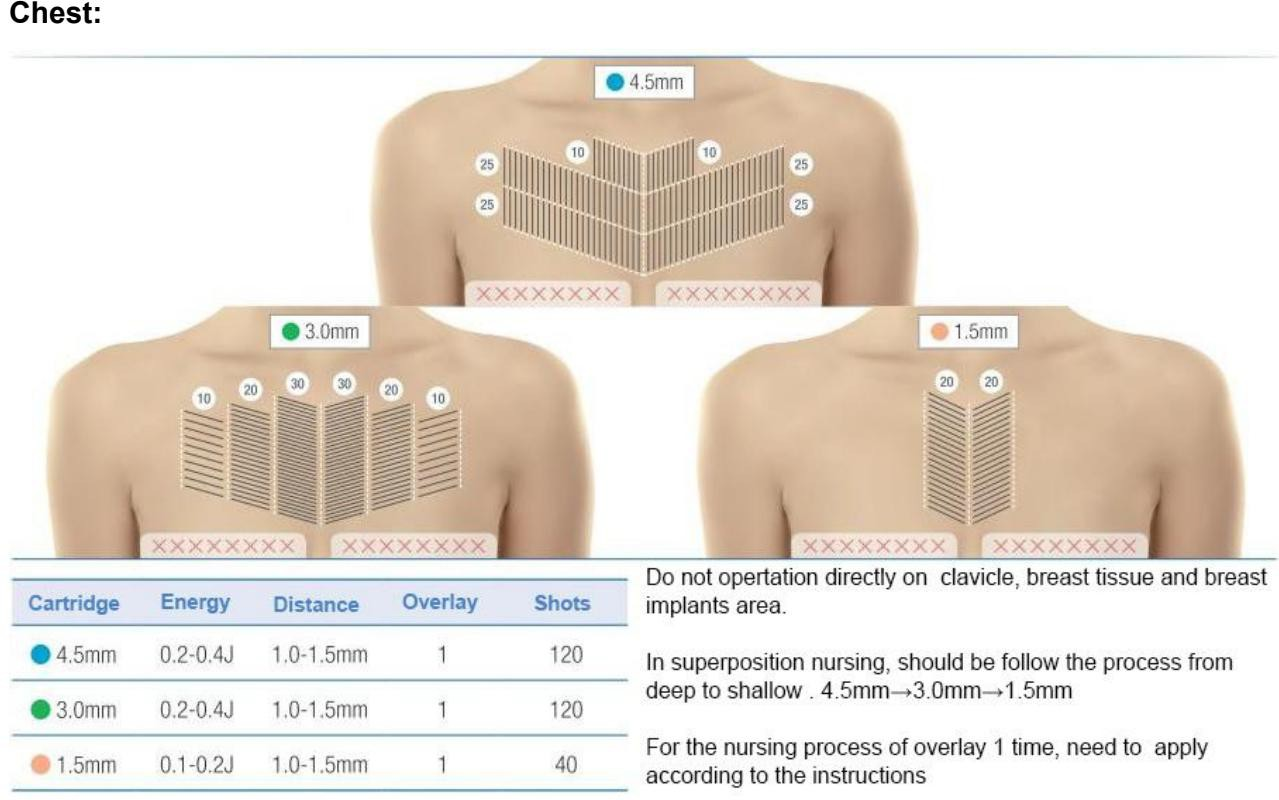 Chest:
4.5mm
10 10
25 25
25 25
3.0mm
10 20 30 30 20 10
1.5mm
20 20
XXXXXXXX XXXXXXXX
XXXXXXXX XXXXXXXX
XXXXXXXX XXXXXXXX
Cartridge Energy Distance Overlay Shots
4.5mm 0.2-0.4J 1.0-1.5mm 1 120
3.0mm 0.2-0.4J 1.0-1.5mm 1 120
1.5mm 0.1-0.2J 1.0-1.5mm 1 40
Do not opertation directly on clavicle, breast tissue and breast
implants area.
In superposition nursing, should be follow the process from
deep to shallow . 4.5mm→3.0mm→1.5mm
For the nursing process of overlay 1 time, need to apply
according to the instructions